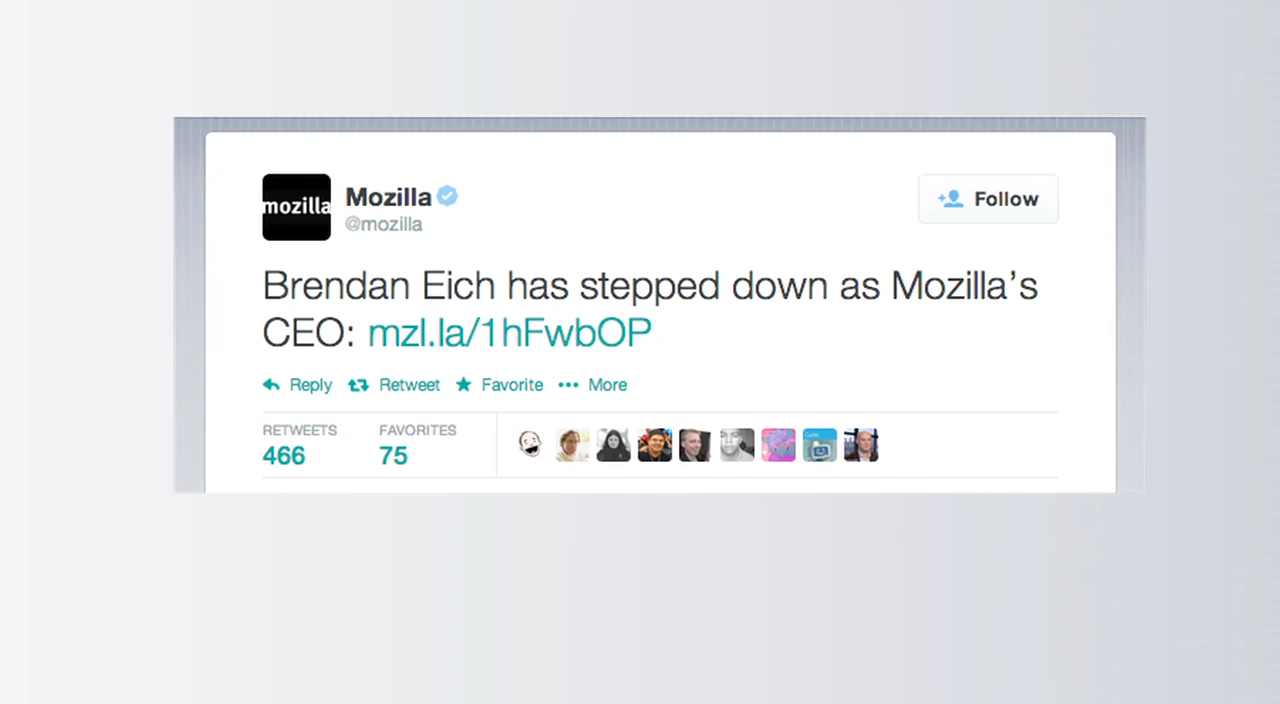 mozilla
Mozilla
@mozilla
Follow
Brendan Eich has stepped down as Mozilla’s
CEO: mzl.la/1hFwbOP
Reply Retweet Favorite More
RETWEETS FAVORITES
466 75